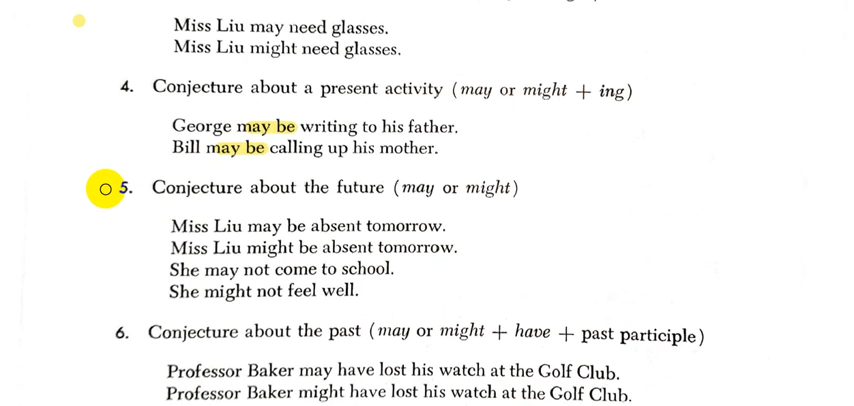 Miss Liu may need glasses.
Miss Liu might need glasses.
4. Conjecture about a present activity (may or might + ing)
George may be writing to his father.
Bill may be calling up his mother.
5. Conjecture about the future (may or might)
Miss Liu may be absent tomorrow.
Miss Liu might be absent tomorrow.
She may not come to school.
She might not feel well.
6. Conjecture about the past (may or might + have + past participle)
Professor Baker may have lost his watch at the Golf Club.
Professor Baker might have lost his watch at the Golf Club.